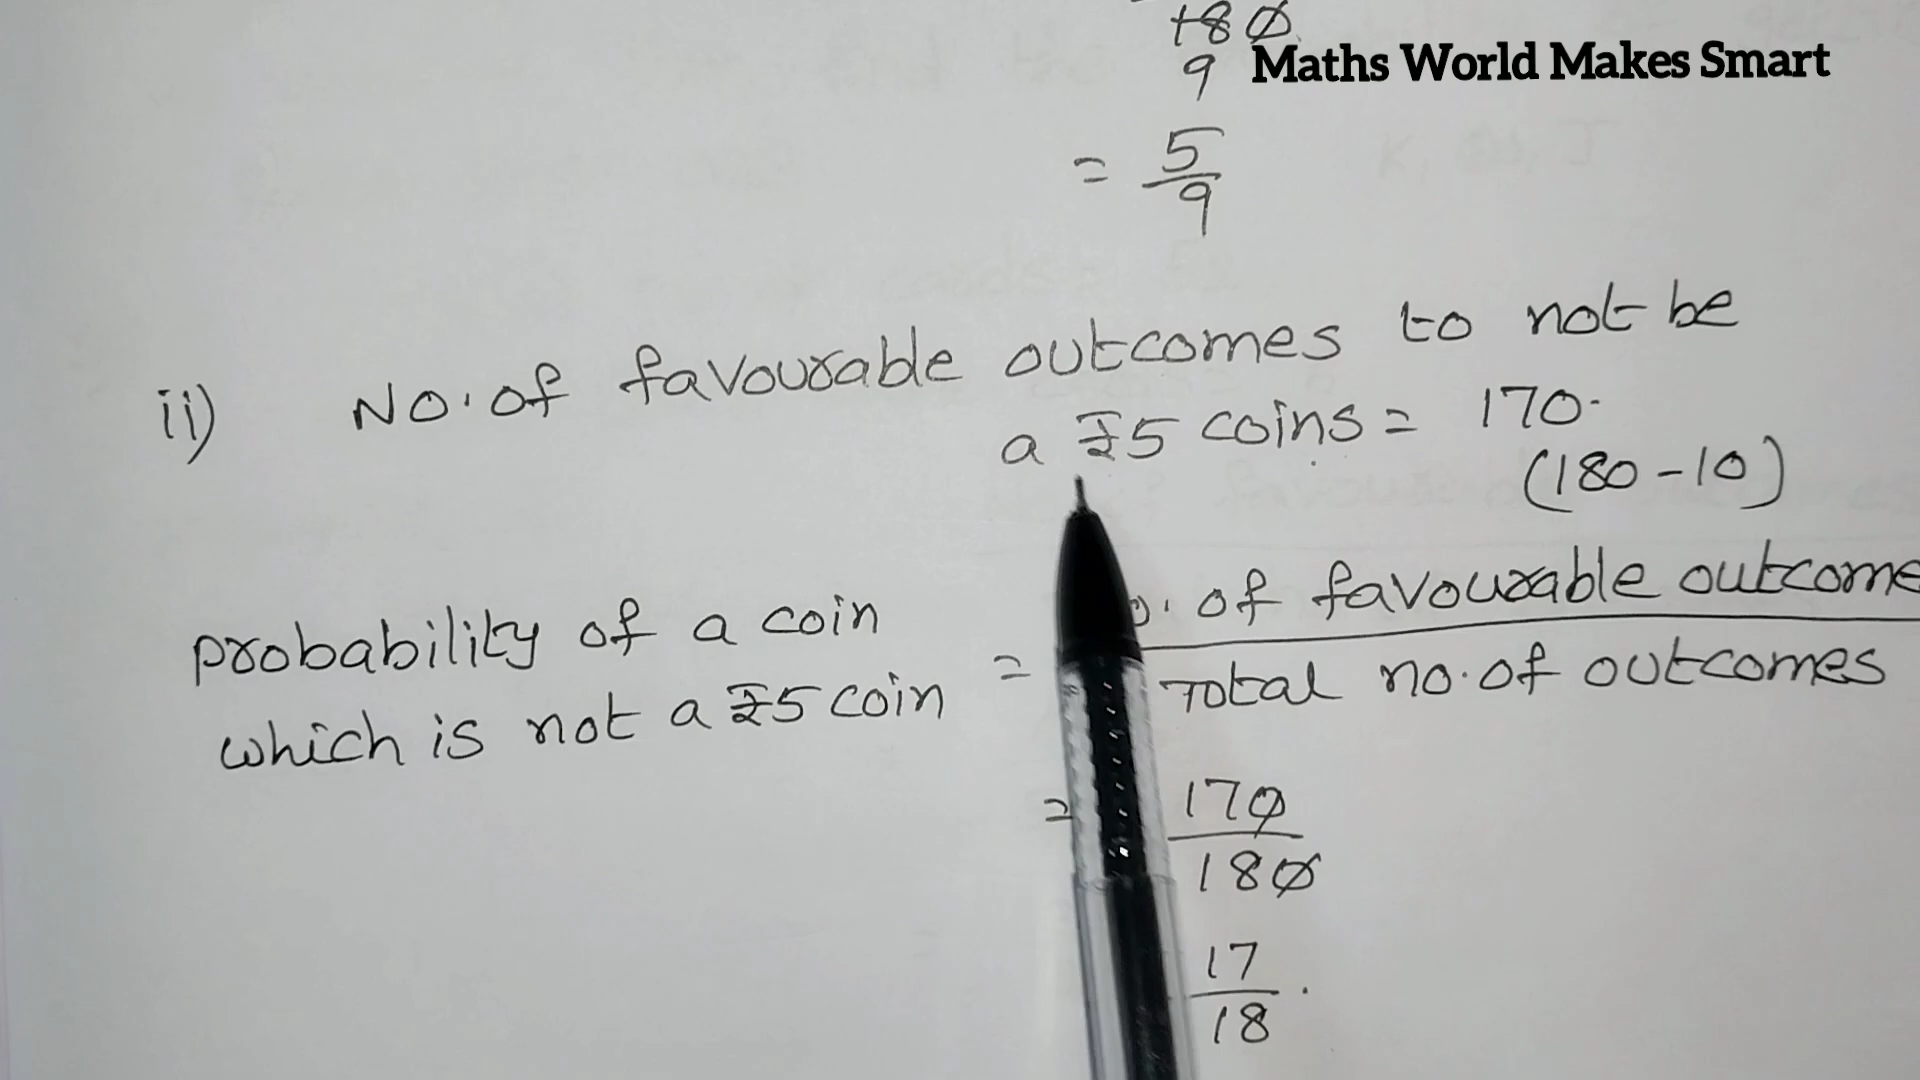 180
9
Maths World Makes Smart
= 5/9
ii) No. of favourable outcomes to not be
a ₹5 coins = 170.
(180-10)
probability of a coin
which is not a ₹5 coin
= of favourable outcome
Total no. of outcomes
= 170/180
17/18.